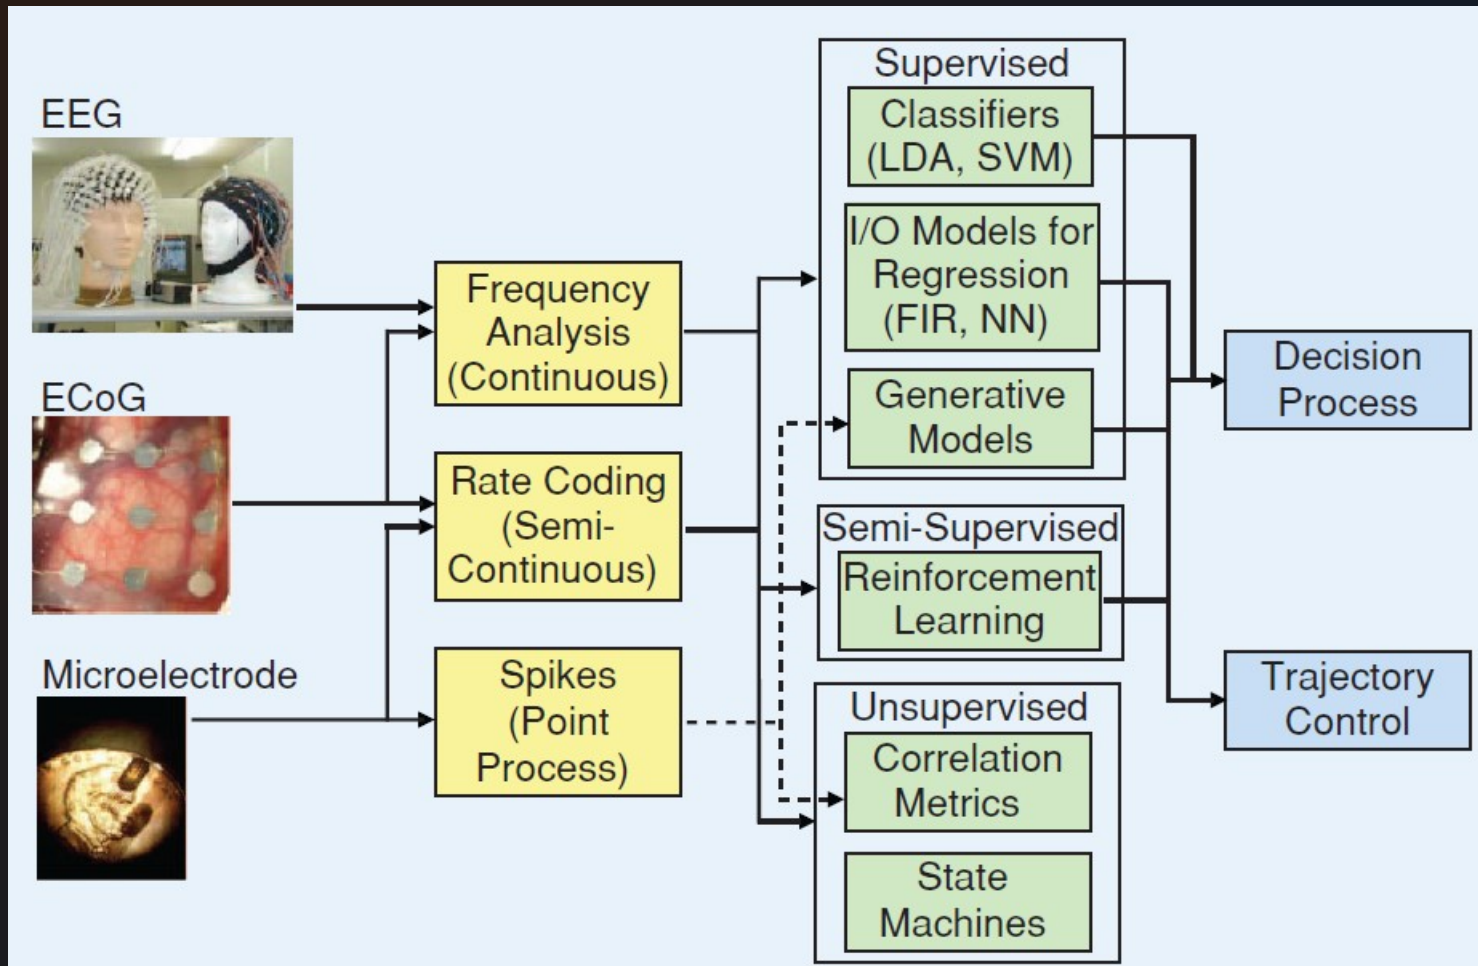 EEG
ECoG
Microelectrode
Frequency
Analysis
(Continuous)
Rate Coding
(Semi-
Continuous)
Spikes
(Point
Process)
Supervised
Classifiers
(LDA, SVM)
I/O Models for
Regression
(FIR, NN)
Generative
Models
Semi-Supervised
Reinforcement
Learning
Unsupervised
Correlation
Metrics
State
Machines
Decision
Process
Trajectory
Control